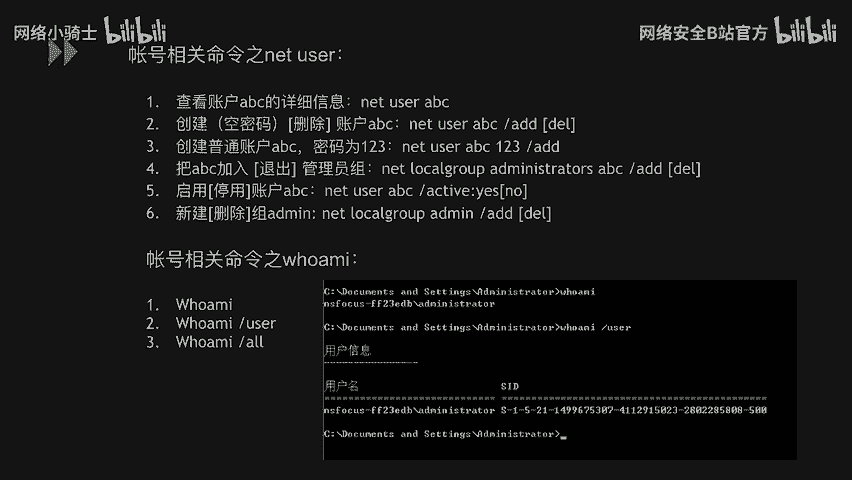 网络小骑士 bilibili
网络安全B站官方 bilibili
帐号相关命令之net user：
1. 查看账户abc的详细信息：net user abc
2. 创建（空密码）[删除] 账户abc：net user abc /add [del]
3. 创建普通账户abc，密码为123：net user abc 123 /add
4. 把abc加入 [退出] 管理员组：net localgroup administrators abc /add [del]
5. 启用[停用]账户abc：net user abc /active:yes[no]
6. 新建[删除]组admin: net localgroup admin /add [del]
帐号相关命令之whoami：
1. Whoami
2. Whoami /user
3. Whoami /all
C:\Documents and Settings\Administrator>whoami
nsfocus-ff23edb\administrator
C:\Documents and Settings\Administrator>whoami /user
用户信息
----------------
用户名 SID
============================= =============================================
nsfocus-ff23edb\administrator S-1-5-21-1499675307-4112915023-2802285808-500
C:\Documents and Settings\Administrator>_